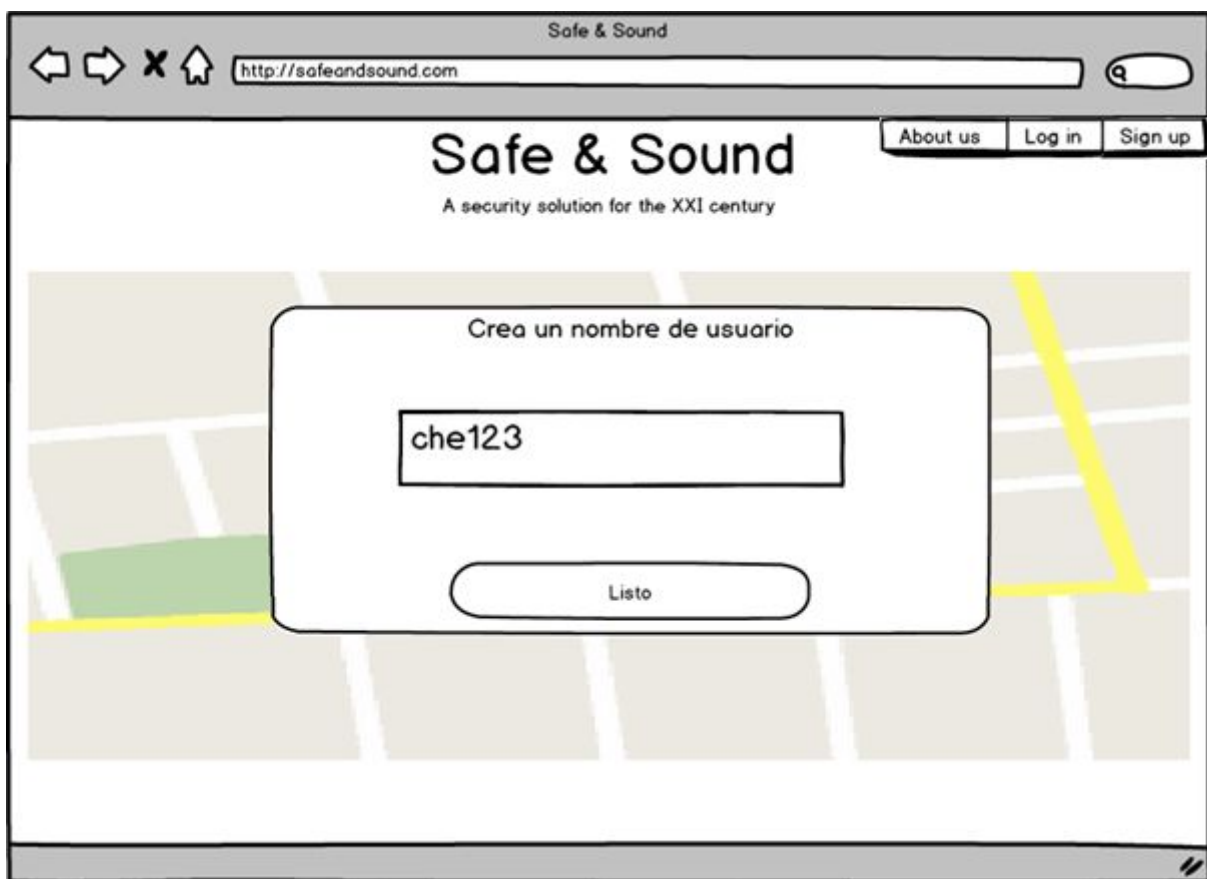 Safe & Sound
http://safeandsound.com
About us
Log in
Sign up
Safe & Sound
A security solution for the XXI century
Crea un nombre de usuario
che123
Listo